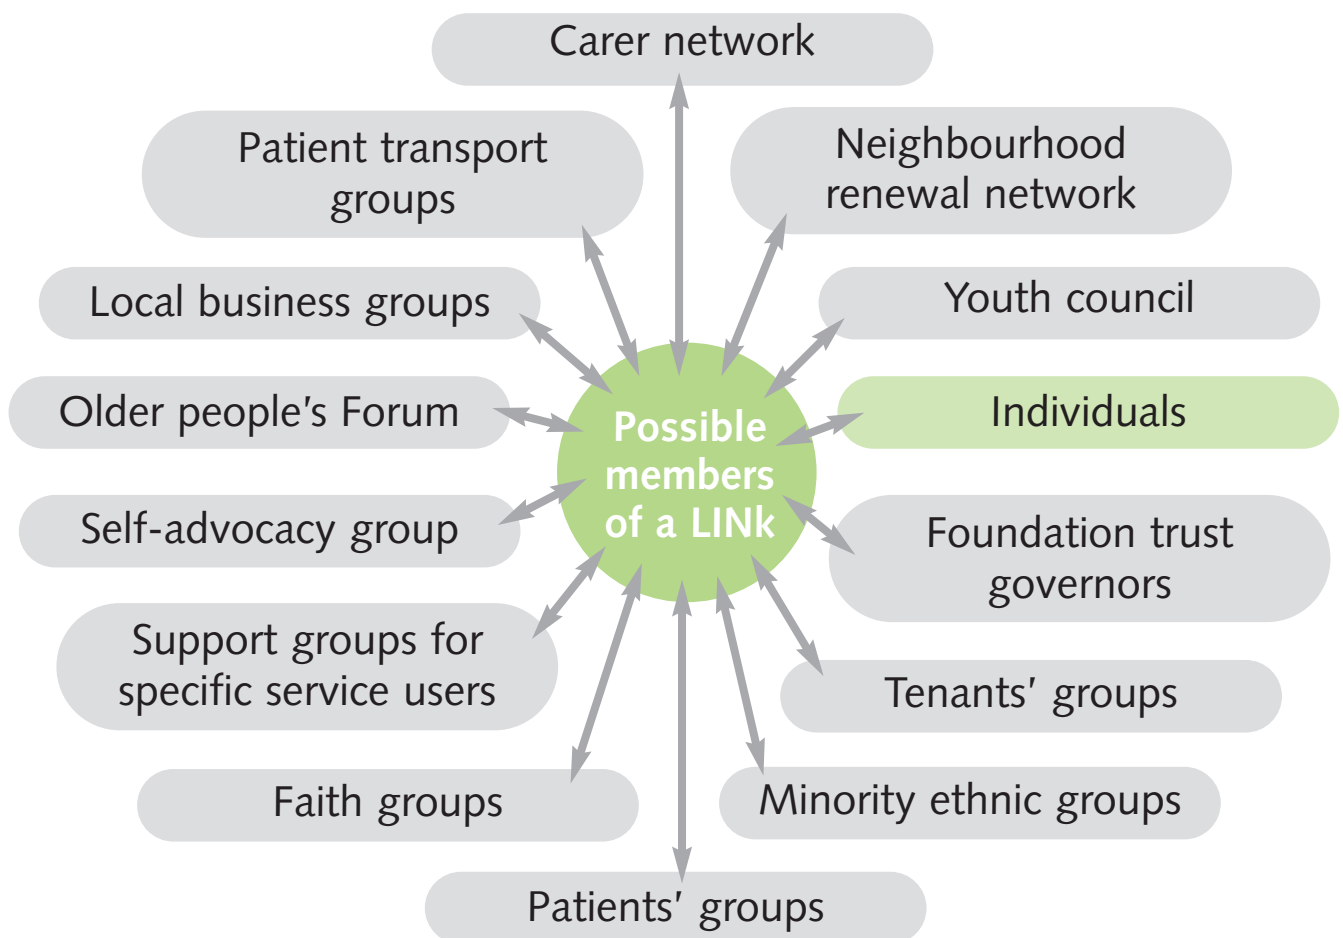 Carer network
Patient transport
groups
Neighbourhood
renewal network
Local business groups
Youth council
Older people's Forum
Individuals
Possible
members
of a LINk
Self-advocacy group
Foundation trust
governors
Support groups for
specific service users
Tenants' groups
Faith groups
Minority ethnic groups
Patients' groups